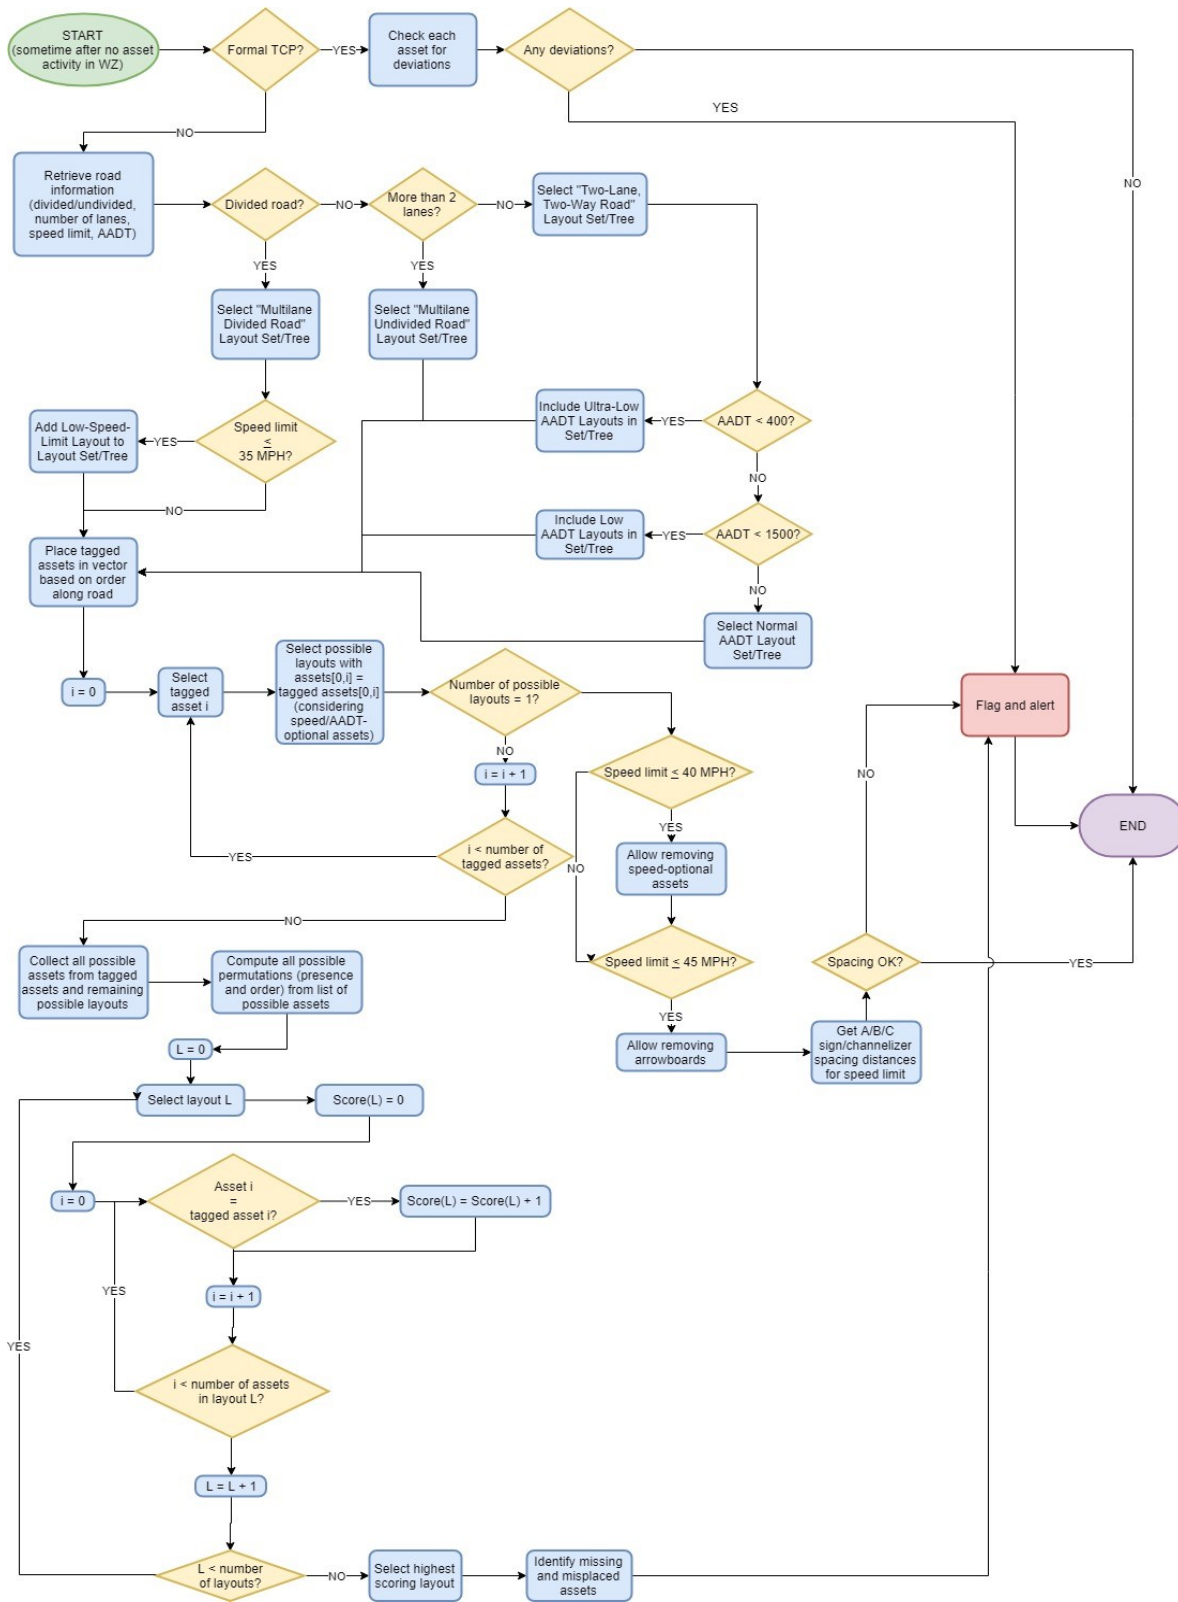 START
(sometime after no asset
activity in WZ)
Formal TCP?
YES
Check each
asset for
deviations
Any deviations?
YES
NO
NO
Retrieve road
information
(divided/undivided,
number of lanes,
speed limit, AADT)
Divided road?
NO
More than 2
lanes?
NO
Select "Two-Lane,
Two-Way Road"
Layout Set/Tree
YES
YES
Select "Multilane
Divided Road"
Layout Set/Tree
Select "Multilane
Undivided Road"
Layout Set/Tree
Add Low-Speed-
Limit Layout to
Layout Set/Tree
YES
Speed limit
≤
35 MPH?
NO
Include Ultra-Low
AADT Layouts in
Set/Tree
YES
AADT < 400?
NO
Include Low
AADT Layouts in
Set/Tree
YES
AADT < 1500?
NO
Select Normal
AADT Layout
Set/Tree
Place tagged
assets in vector
based on order
along road
i = 0
Select
tagged
asset i
Select possible
layouts with
assets[0,i] =
tagged assets[0,i]
(considering
speed/AADT-
optional assets)
Number of possible
layouts = 1?
NO
i = i + 1
i < number of
tagged assets?
YES
NO
Speed limit ≤ 40 MPH?
YES
NO
Allow removing
speed-optional
assets
Speed limit ≤ 45 MPH?
YES
Allow removing
arrowboards
Get A/B/C
sign/channelizer
spacing distances
for speed limit
Spacing OK?
NO
YES
Flag and alert
END
Collect all possible
assets from tagged
assets and remaining
possible layouts
Compute all possible
permutations (presence
and order) from list of
possible assets
L = 0
Select layout L
Score(L) = 0
i = 0
Asset i
=
tagged asset i?
YES
Score(L) = Score(L) + 1
i = i + 1
YES
i < number of assets
in layout L?
L = L + 1
YES
L < number
of layouts?
NO
Select highest
scoring layout
Identify missing
and misplaced
assets